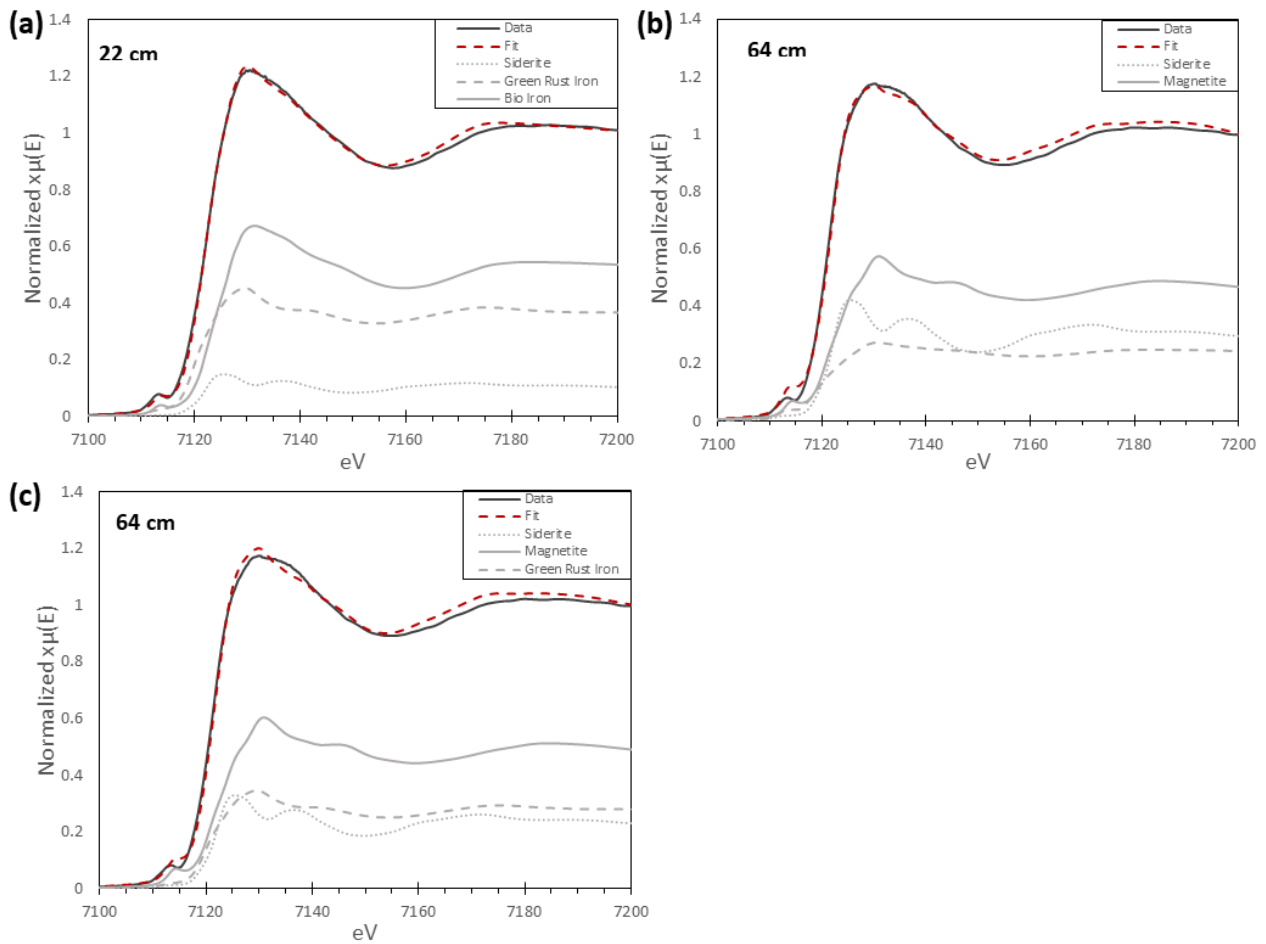 (a)
22 cm
Data
Fit
Siderite
Green Rust Iron
Bio Iron
Normalized xμ(E)
1.4
1.2
1
0.8
0.6
0.4
0.2
0
7100 7120 7140 7160 7180 7200
eV
(b)
64 cm
Data
Fit
Siderite
Magnetite
Normalized xμ(E)
1.4
1.2
1
0.8
0.6
0.4
0.2
0
7100 7120 7140 7160 7180 7200
eV
(c)
64 cm
Data
Fit
Siderite
Magnetite
Green Rust Iron
Normalized xμ(E)
1.4
1.2
1
0.8
0.6
0.4
0.2
0
7100 7120 7140 7160 7180 7200
eV